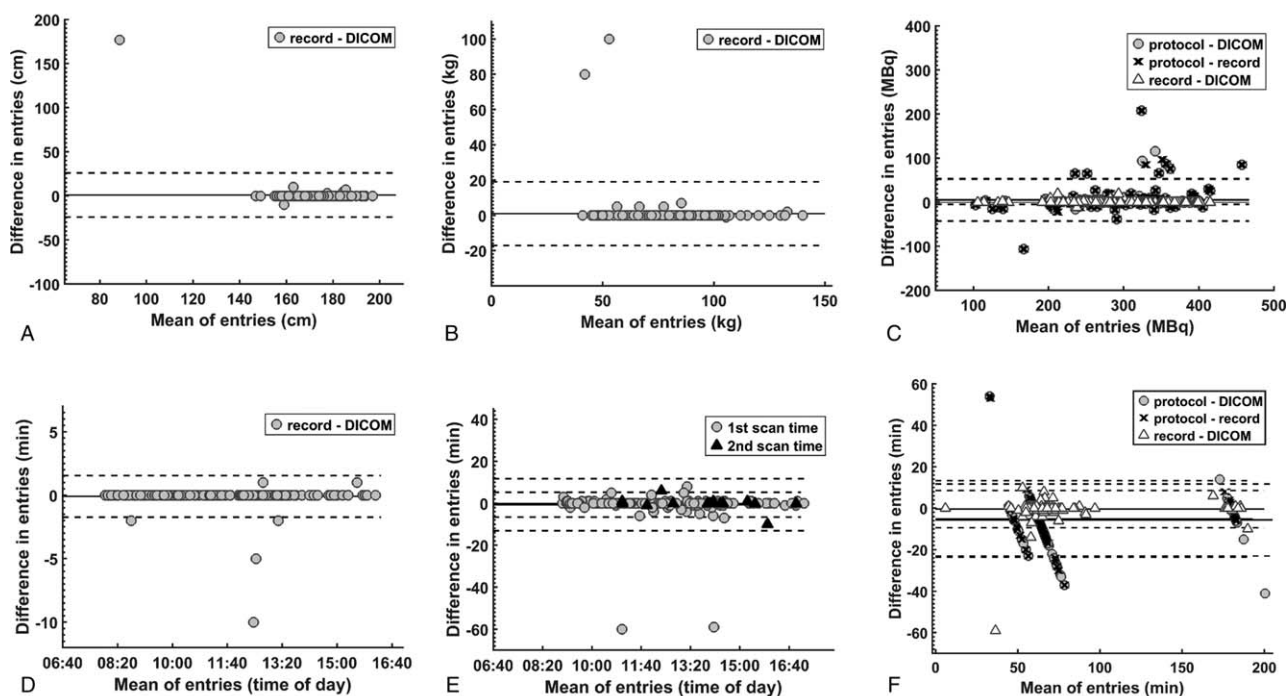 200
150
100
50
0
-50
-100
Difference in entries (cm)
record - DICOM
80 100 120 140 160 180 200
Mean of entries (cm)
A
100
80
60
40
20
0
-20
Difference in entries (kg)
record - DICOM
0 50 100 150
Mean of entries (kg)
B
400
300
200
100
0
-100
-200
Difference in entries (MBq)
protocol - DICOM
protocol - record
record - DICOM
100 200 300 400 500
Mean of entries (MBq)
C
5
0
-5
-10
Difference in entries (min)
record - DICOM
06:40 08:20 10:00 11:40 13:20 15:00 16:40
Mean of entries (time of day)
D
40
20
0
-20
-40
-60
Difference in entries (min)
1st scan time
2nd scan time
06:40 08:20 10:00 11:40 13:20 15:00 16:40
Mean of entries (time of day)
E
60
40
20
0
-20
-40
-60
Difference in entries (min)
protocol - DICOM
protocol - record
record - DICOM
0 50 100 150 200
Mean of entries (min)
F